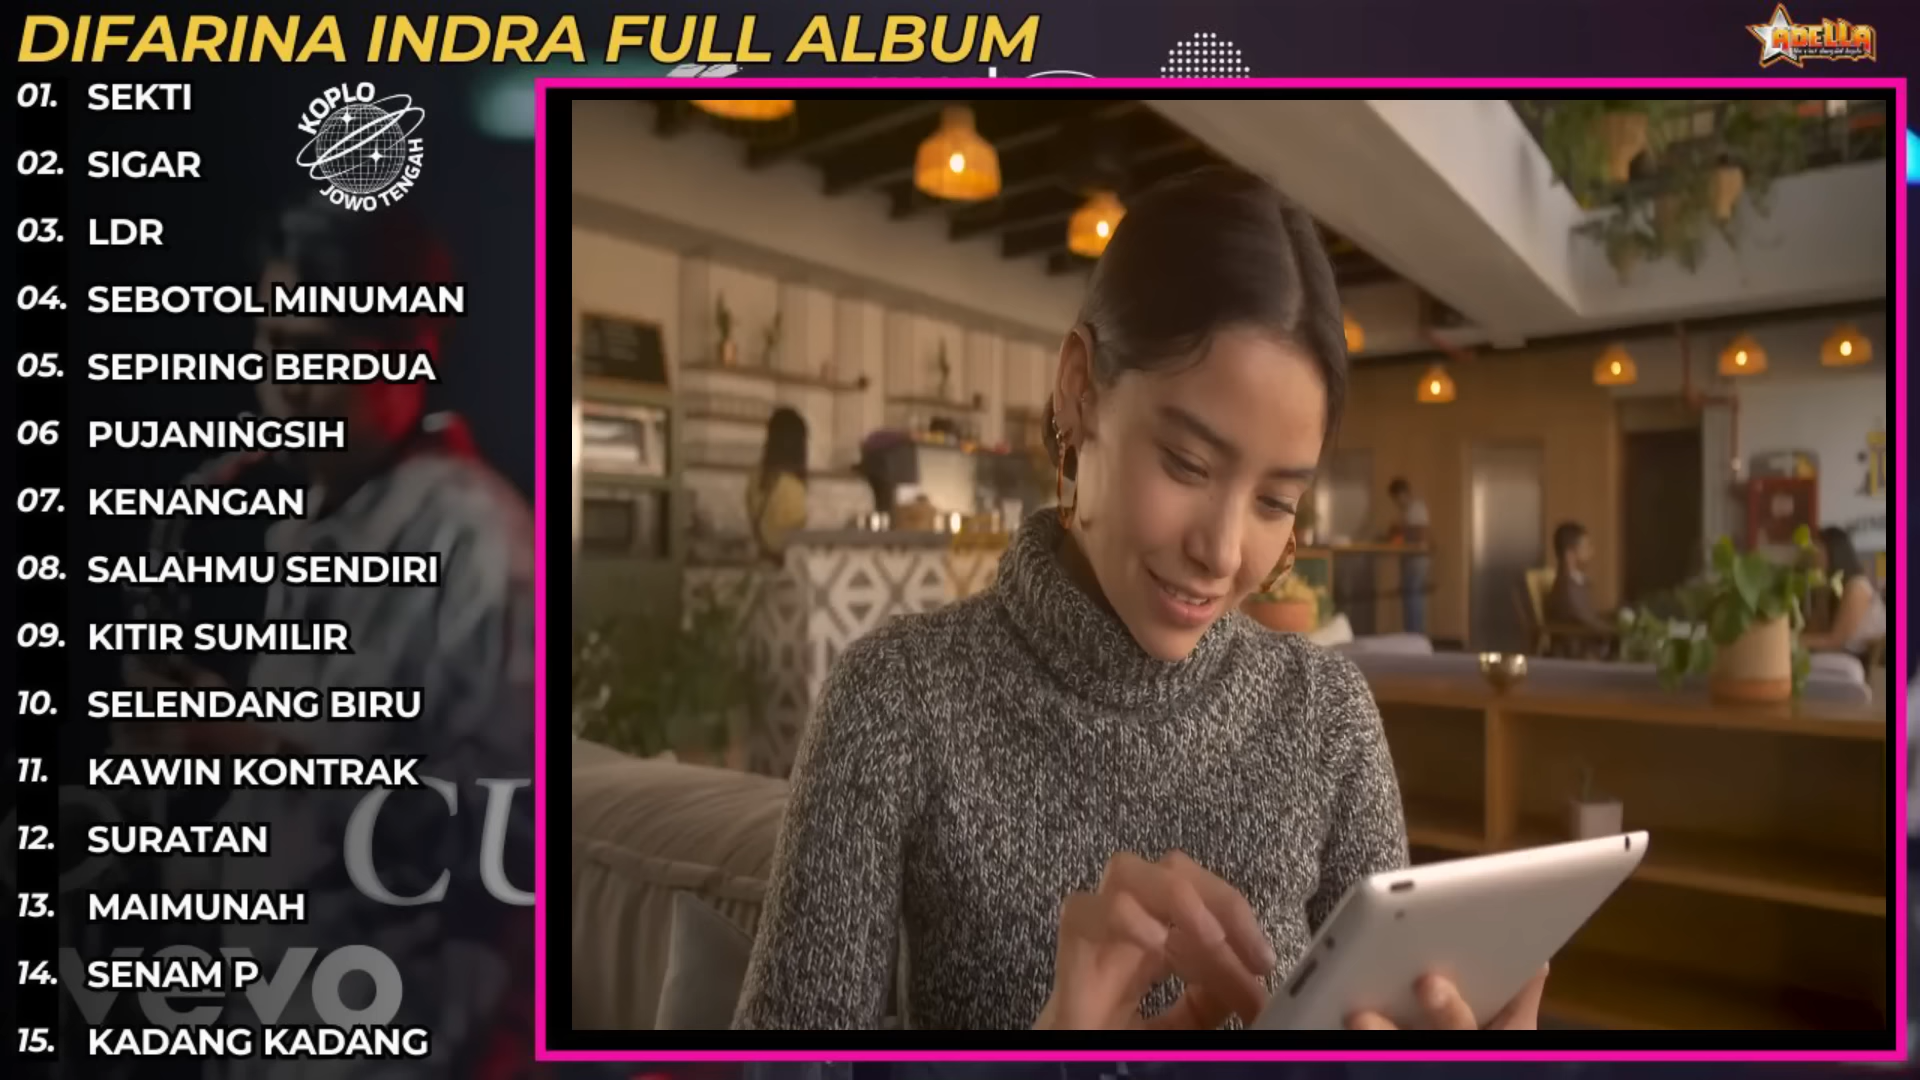 DIFARINA INDRA FULL ALBUM
ADELLA
KOPLO
JOWO TENGAH
01. SEKTI
02. SIGAR
03. LDR
04. SEBOTOL MINUMAN
05. SEPIRING BERDUA
06 PUJANINGSIH
07. KENANGAN
08. SALAHMU SENDIRI
09. KITIR SUMILIR
10. SELENDANG BIRU
11. KAWIN KONTRAK
12. SURATAN
13. MAIMUNAH
14. SENAM P
15. KADANG KADANG
CU
vevo